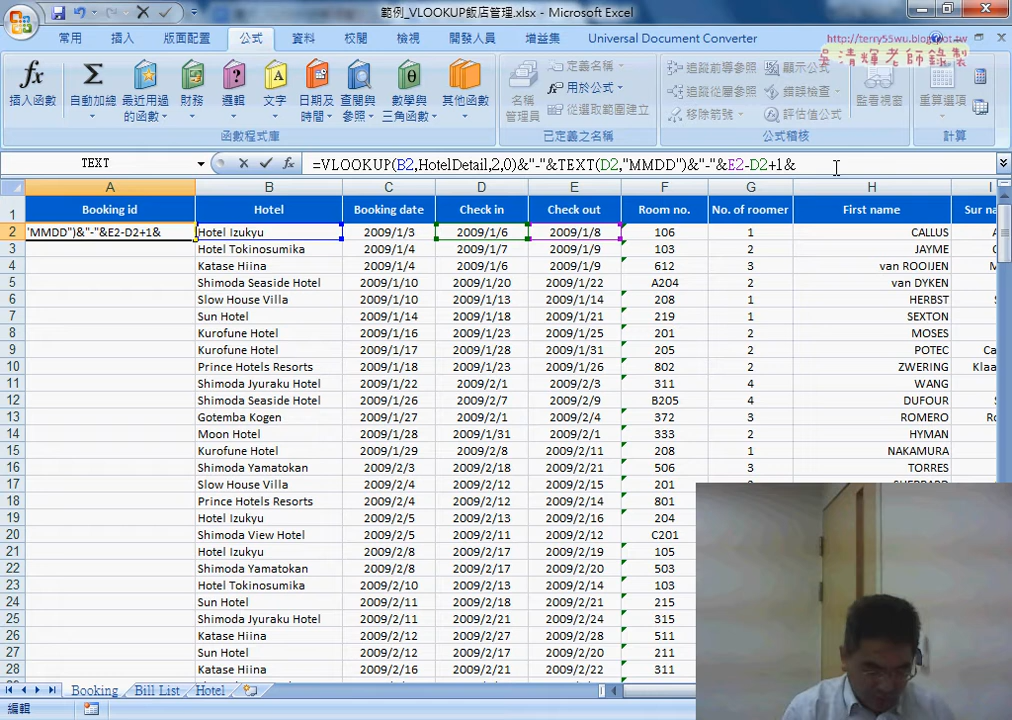 範例_VLOOKUP飯店管理.xlsx - Microsoft Excel
常用 插入 版面配置 公式 資料 校閱 檢視 開發人員 增益集 Universal Document Converter
http://terry55wu.blogspot.tw
吳清輝老師錄製
插入函數 自動加總 最近用過的函數 財務 邏輯 文字 日期及時間 查閱與參照 數學與三角函數 其他函數
名稱管理員 定義名稱 用於公式 從選取範圍建立
追蹤前導參照 追蹤從屬參照 移除箭號 顯示公式 錯誤檢查 評估值公式 監看視窗 重算選項
函數程式庫 已定義之名稱 公式稽核 計算
TEXT =VLOOKUP(B2,HotelDetail,2,0)&"-"&TEXT(D2,"MMDD")&"-"&E2-D2+1&
A B C D E F G H I
1 Booking id Hotel Booking date Check in Check out Room no. No. of roomer First name Sur na
2 'MMDD")&"-"&E2-D2+1& Hotel Izukyu 2009/1/3 2009/1/6 2009/1/8 106 1 CALLUS
3 Hotel Tokinosumika 2009/1/4 2009/1/7 2009/1/9 103 2 JAYME
4 Katase Hiina 2009/1/4 2009/1/6 2009/1/9 612 3 van ROOIJEN
5 Shimoda Seaside Hotel 2009/1/10 2009/1/20 2009/1/22 A204 2 van DYKEN
6 Slow House Villa 2009/1/10 2009/1/13 2009/1/14 208 1 HERBST
7 Sun Hotel 2009/1/14 2009/1/18 2009/1/21 219 1 SEXTON
8 Kurofune Hotel 2009/1/16 2009/1/23 2009/1/25 201 2 MOSES
9 Kurofune Hotel 2009/1/17 2009/1/28 2009/1/31 205 2 POTEC Ca
10 Prince Hotels Resorts 2009/1/18 2009/1/23 2009/1/26 802 2 ZWERING Klaa
11 Shimoda Jyuraku Hotel 2009/1/22 2009/2/1 2009/2/3 311 4 WANG
12 Shimoda Seaside Hotel 2009/1/26 2009/2/7 2009/2/9 B205 4 DUFOUR
13 Gotemba Kogen 2009/1/27 2009/2/1 2009/2/4 372 3 ROMERO
14 Moon Hotel 2009/1/28 2009/1/31 2009/2/1 333 2 HYMAN
15 Kurofune Hotel 2009/1/29 2009/2/8 2009/2/11 208 1 NAKAMURA
16 Shimoda Yamatokan 2009/2/3 2009/2/18 2009/2/21 506 3 TORRES
17 Slow House Villa 2009/2/4 2009/2/12 2009/2/15 201
18 Prince Hotels Resorts 2009/2/4 2009/2/12 2009/2/14 801
19 Hotel Izukyu 2009/2/5 2009/2/13 2009/2/16 204
20 Shimoda View Hotel 2009/2/5 2009/2/11 2009/2/12 C201
21 Hotel Izukyu 2009/2/8 2009/2/17 2009/2/19 105
22 Shimoda Yamatokan 2009/2/8 2009/2/17 2009/2/20 503
23 Hotel Tokinosumika 2009/2/10 2009/2/13 2009/2/14 103
24 Sun Hotel 2009/2/11 2009/2/18 2009/2/21 215
25 Shimoda Jyuraku Hotel 2009/2/11 2009/2/21 2009/2/24 315
26 Katase Hiina 2009/2/12 2009/2/27 2009/2/28 511
27 Sun Hotel 2009/2/12 2009/2/17 2009/2/20 211
28 Katase Hiina 2009/2/16 2009/2/21 2009/2/22 311
Booking Bill List Hotel
編輯